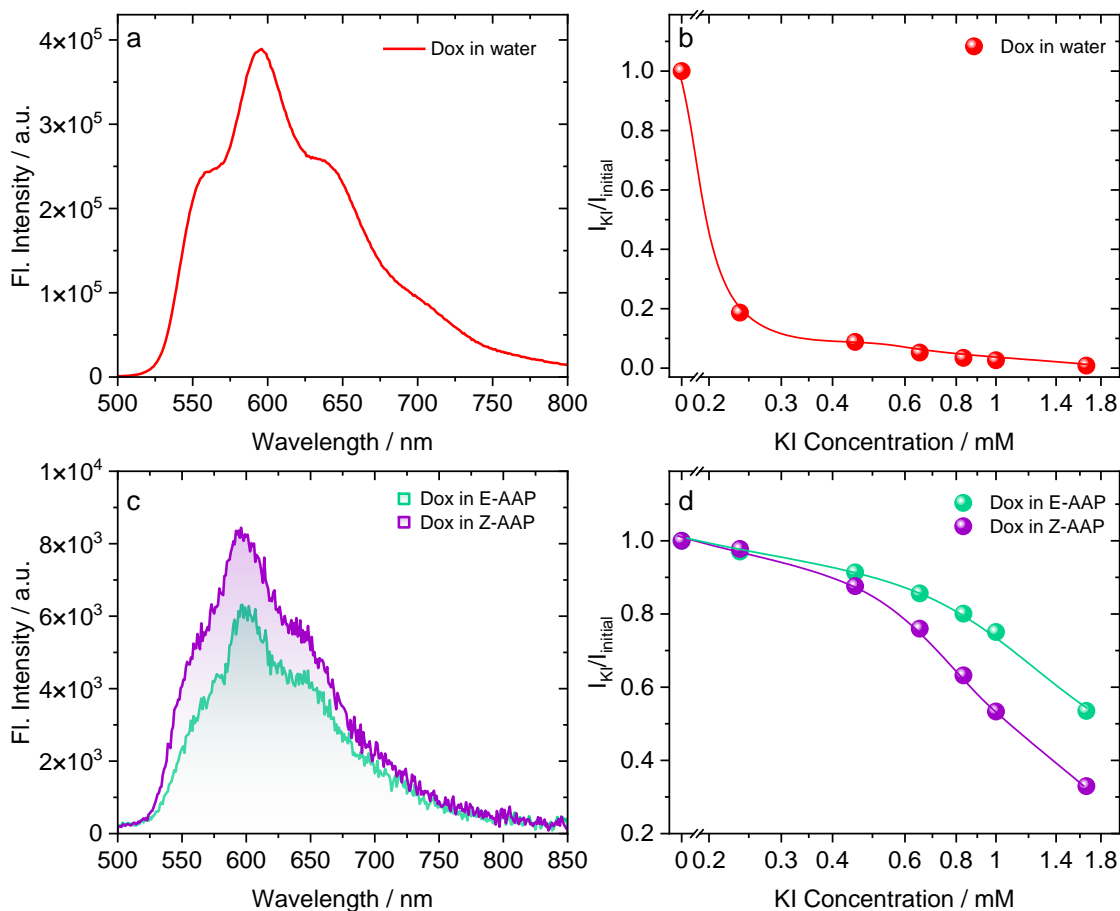 a
Dox in water
Fl. Intensity / a.u.
4×10⁵
3×10⁵
2×10⁵
1×10⁵
0
500 550 600 650 700 750 800
Wavelength / nm
b
Dox in water
I_KI/I_initial
1.0
0.8
0.6
0.4
0.2
0.0
0 0.2 0.3 0.4 0.6 0.8 1 1.4 1.8
KI Concentration / mM
c
Dox in E-AAP
Dox in Z-AAP
Fl. Intensity / a.u.
1×10⁴
8×10³
6×10³
4×10³
2×10³
0
500 550 600 650 700 750 800 850
Wavelength / nm
d
Dox in E-AAP
Dox in Z-AAP
I_KI/I_initial
1.0
0.8
0.6
0.4
0.2
0 0.2 0.3 0.4 0.6 0.8 1 1.4 1.8
KI Concentration / mM